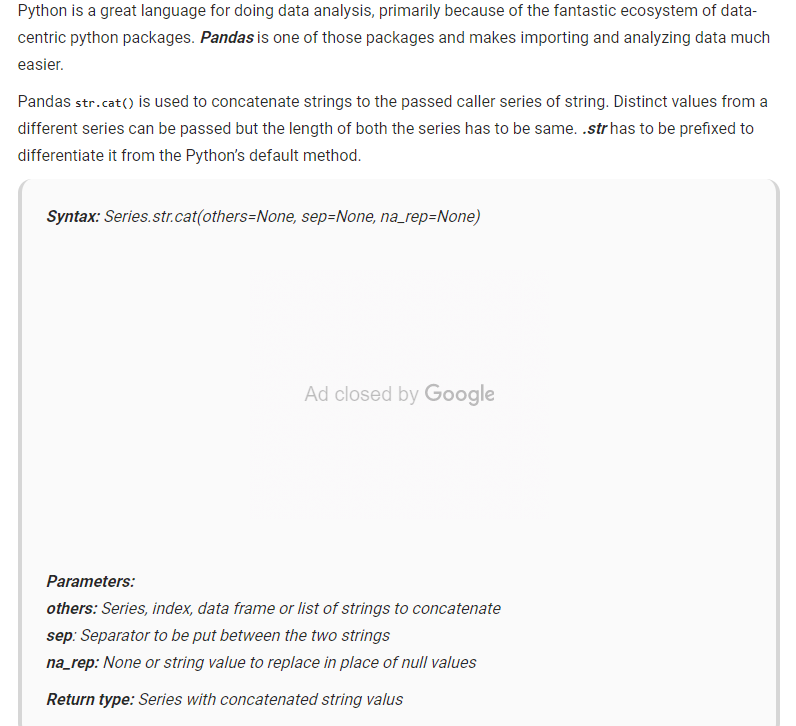 Python is a great language for doing data analysis, primarily because of the fantastic ecosystem of data-
centric python packages. Pandas is one of those packages and makes importing and analyzing data much
easier.
Pandas str.cat() is used to concatenate strings to the passed caller series of string. Distinct values from a
different series can be passed but the length of both the series has to be same. .str has to be prefixed to
differentiate it from the Python's default method.
Syntax: Series.str.cat(others=None, sep=None, na_rep=None)
Ad closed by Google
Parameters:
others: Series, index, data frame or list of strings to concatenate
sep: Separator to be put between the two strings
na_rep: None or string value to replace in place of null values
Return type: Series with concatenated string valus